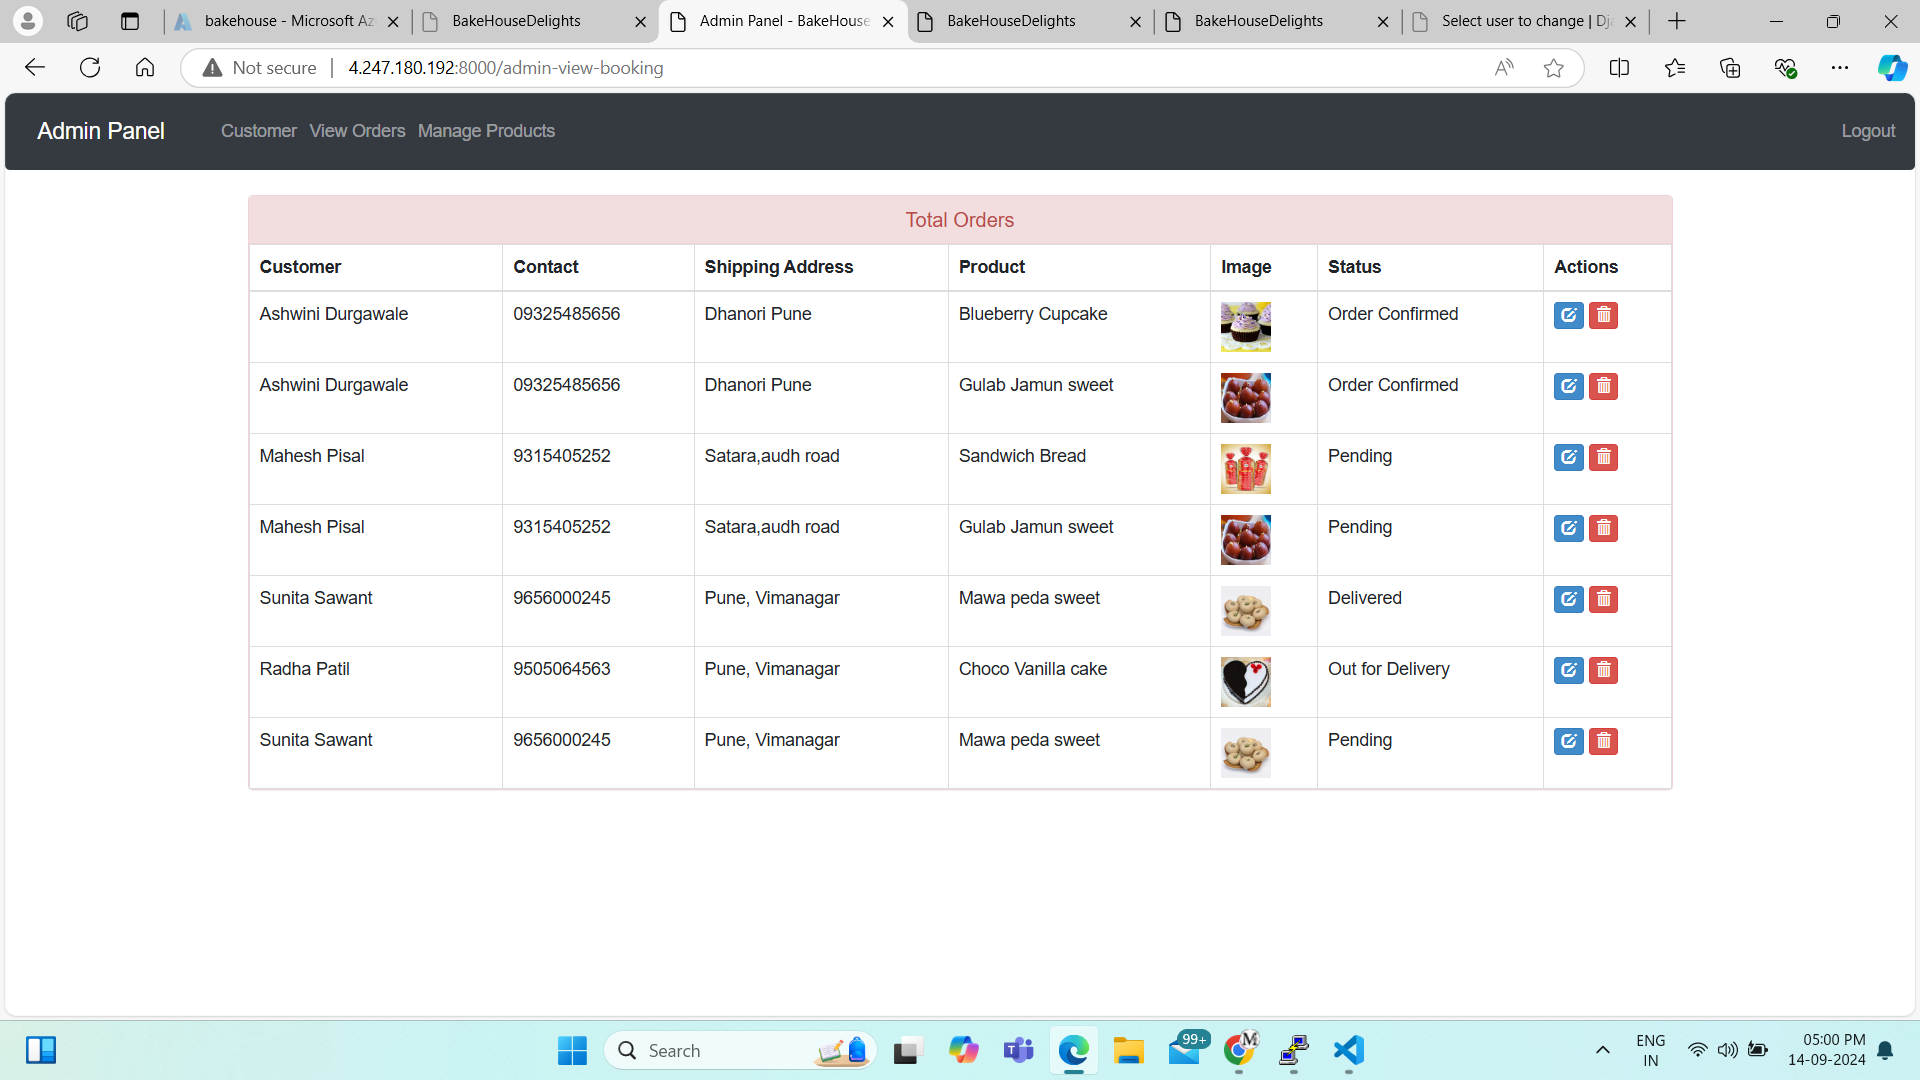 bakehouse - Microsoft Az
BakeHouseDelights
Admin Panel - BakeHouse
BakeHouseDelights
BakeHouseDelights
Select user to change | Dja
Not secure
4.247.180.192:8000/admin-view-booking
Admin Panel
Customer View Orders Manage Products
Logout
Total Orders
Customer Contact Shipping Address Product Image Status Actions
Ashwini Durgawale 09325485656 Dhanori Pune Blueberry Cupcake Order Confirmed
Ashwini Durgawale 09325485656 Dhanori Pune Gulab Jamun sweet Order Confirmed
Mahesh Pisal 9315405252 Satara,audh road Sandwich Bread Pending
Mahesh Pisal 9315405252 Satara,audh road Gulab Jamun sweet Pending
Sunita Sawant 9656000245 Pune, Vimanagar Mawa peda sweet Delivered
Radha Patil 9505064563 Pune, Vimanagar Choco Vanilla cake Out for Delivery
Sunita Sawant 9656000245 Pune, Vimanagar Mawa peda sweet Pending
Search
99+
M
ENG
IN
05:00 PM
14-09-2024